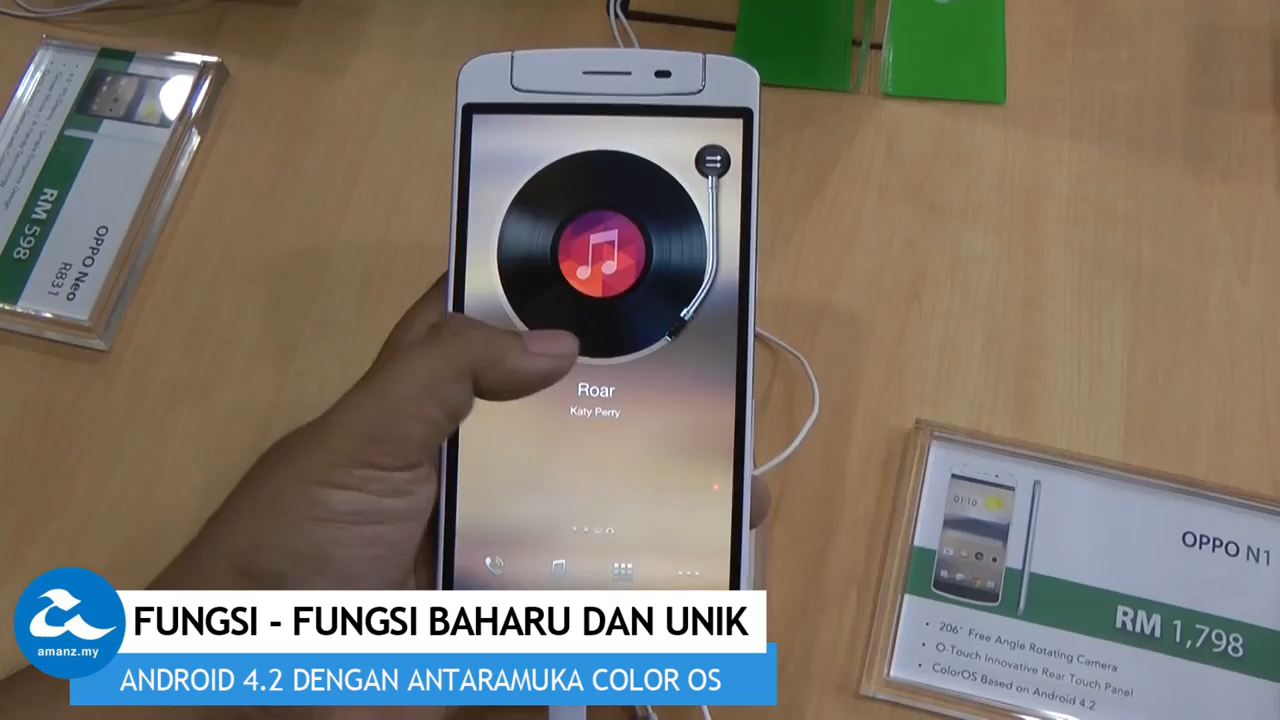 RM 598
OPPO Neo
R831
Roar
Katy Perry
01:10
OPPO N1
RM 1,798
• 206° Free Angle Rotating Camera
• O-Touch Innovative Rear Touch Panel
• ColorOS Based on Android 4.2
amanz.my
FUNGSI - FUNGSI BAHARU DAN UNIK
ANDROID 4.2 DENGAN ANTARAMUKA COLOR OS